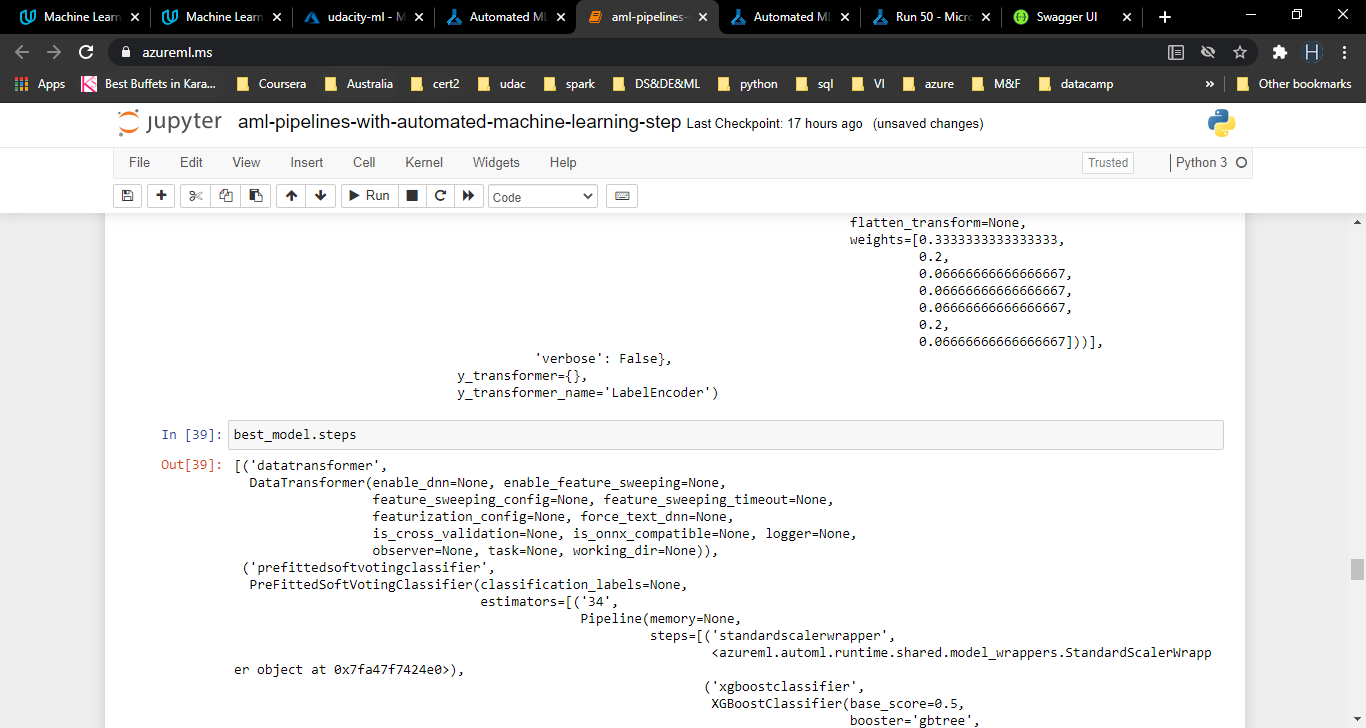 Machine Learn
Machine Learn
udacity-ml - M
Automated ML
aml-pipelines-
Automated ML
Run 50 - Micro
Swagger UI
azureml.ms
H
Apps
Best Buffets in Kara...
Coursera
Australia
cert2
udac
spark
DS&DE&ML
python
sql
VI
azure
M&F
datacamp
»
Other bookmarks
jupyter aml-pipelines-with-automated-machine-learning-step Last Checkpoint: 17 hours ago (unsaved changes)
File Edit View Insert Cell Kernel Widgets Help Trusted Python 3
Run Code
flatten_transform=None,
weights=[0.3333333333333333,
0.2,
0.06666666666666667,
0.06666666666666667,
0.06666666666666667,
0.2,
0.06666666666666667]))],
'verbose': False},
y_transformer={},
y_transformer_name='LabelEncoder')
In [39]: best_model.steps
Out[39]: [('datatransformer',
DataTransformer(enable_dnn=None, enable_feature_sweeping=None,
feature_sweeping_config=None, feature_sweeping_timeout=None,
featurization_config=None, force_text_dnn=None,
is_cross_validation=None, is_onnx_compatible=None, logger=None,
observer=None, task=None, working_dir=None)),
('prefittedsoftvotingclassifier',
PreFittedSoftVotingClassifier(classification_labels=None,
estimators=[('34',
Pipeline(memory=None,
steps=[('standardscalerwrapper',
<azureml.automl.runtime.shared.model_wrappers.StandardScalerWrapp
er object at 0x7fa47f7424e0>),
('xgboostclassifier',
XGBoostClassifier(base_score=0.5,
booster='gbtree',